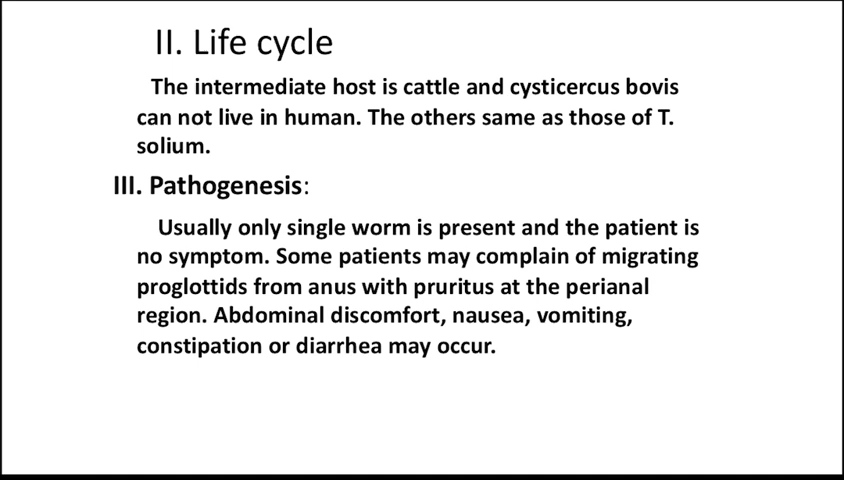 II. Life cycle
The intermediate host is cattle and cysticercus bovis
can not live in human. The others same as those of T.
solium.
III. Pathogenesis:
Usually only single worm is present and the patient is
no symptom. Some patients may complain of migrating
proglottids from anus with pruritus at the perianal
region. Abdominal discomfort, nausea, vomiting,
constipation or diarrhea may occur.